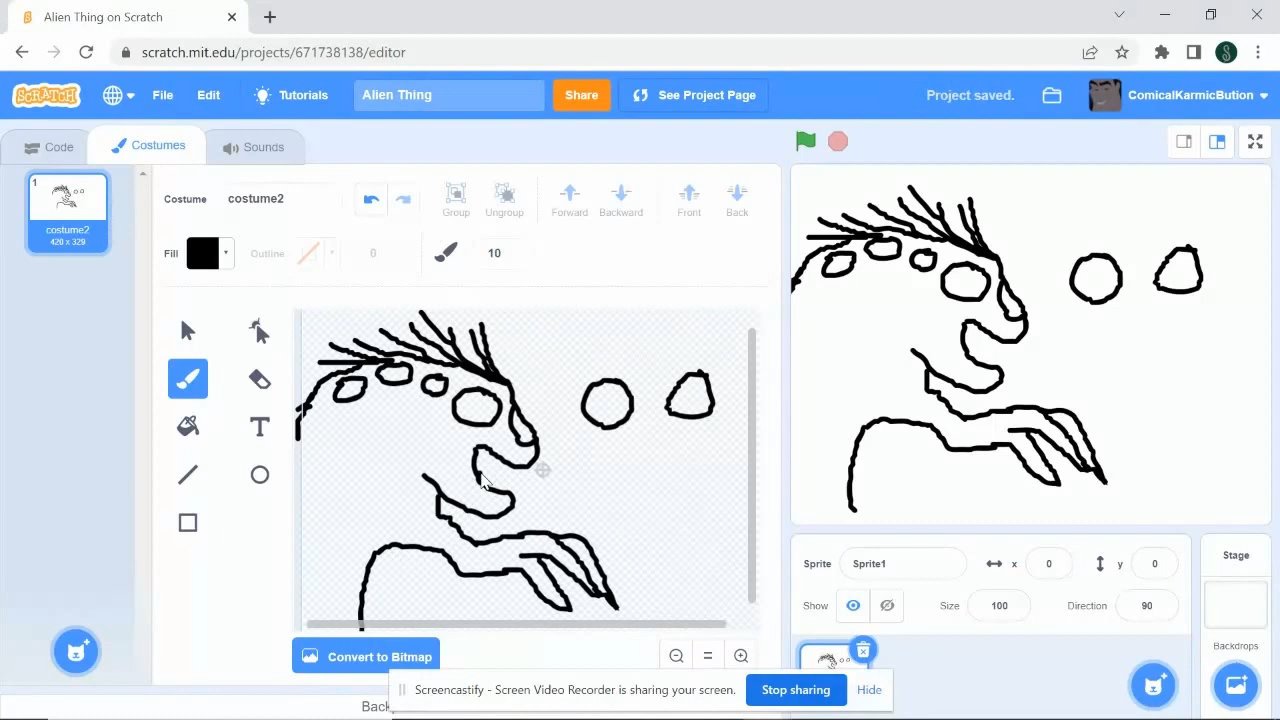 Alien Thing on Scratch
scratch.mit.edu/projects/671738138/editor
SCRATCH
File
Edit
Tutorials
Alien Thing
Share
See Project Page
Project saved.
ComicalKarmicBution
Code
Costumes
Sounds
1
costume2
420 x 329
Costume
costume2
Group
Ungroup
Forward
Backward
Front
Back
Fill
Outline
0
10
T
Convert to Bitmap
Sprite
Sprite1
x
0
y
0
Show
Size
100
Direction
90
Stage
Backdrops
Screencastify - Screen Video Recorder is sharing your screen.
Stop sharing
Hide